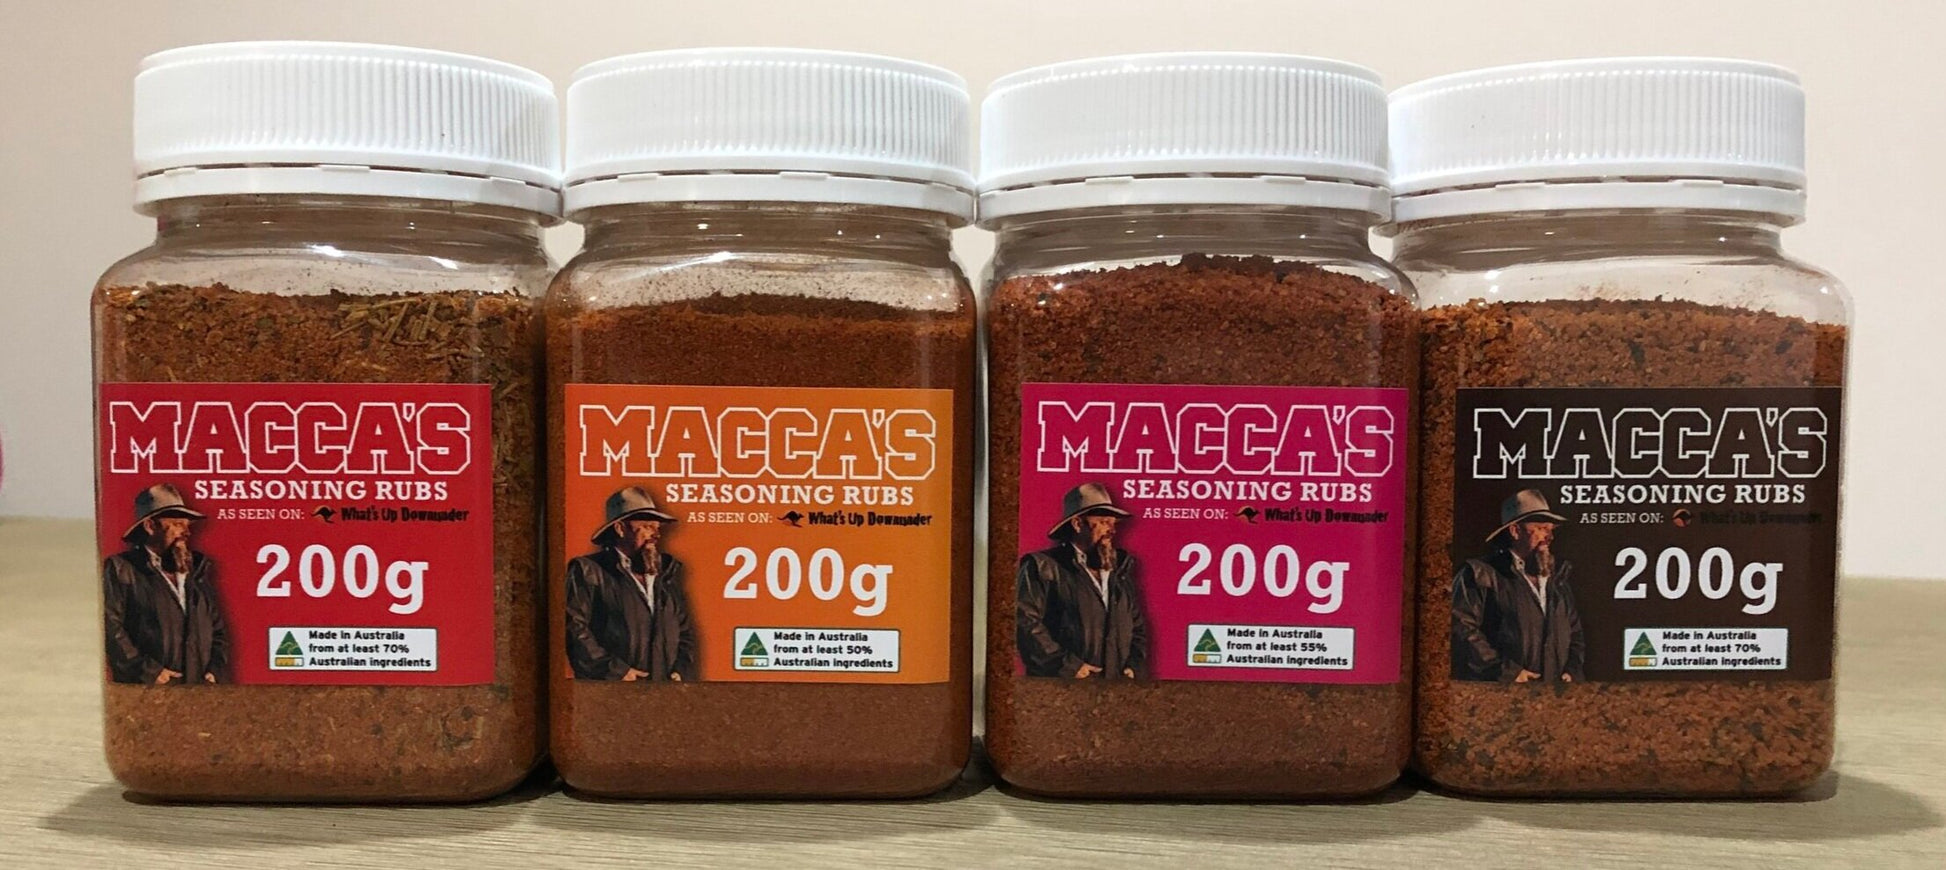 MACCA'S
SEASONING RUBS
AS SEEN ON: What's Up Downunder
200g
Made in Australia
from at least 70%
Australian ingredients
MACCA'S
SEASONING RUBS
AS SEEN ON: What's Up Downunder
200g
Made in Australia
from at least 50%
Australian ingredients
MACCA'S
SEASONING RUBS
AS SEEN ON: What's Up Downunder
200g
Made in Australia
from at least 55%
Australian ingredients
MACCA'S
SEASONING RUBS
AS SEEN ON: What's Up Downunder
200g
Made in Australia
from at least 70%
Australian ingredients